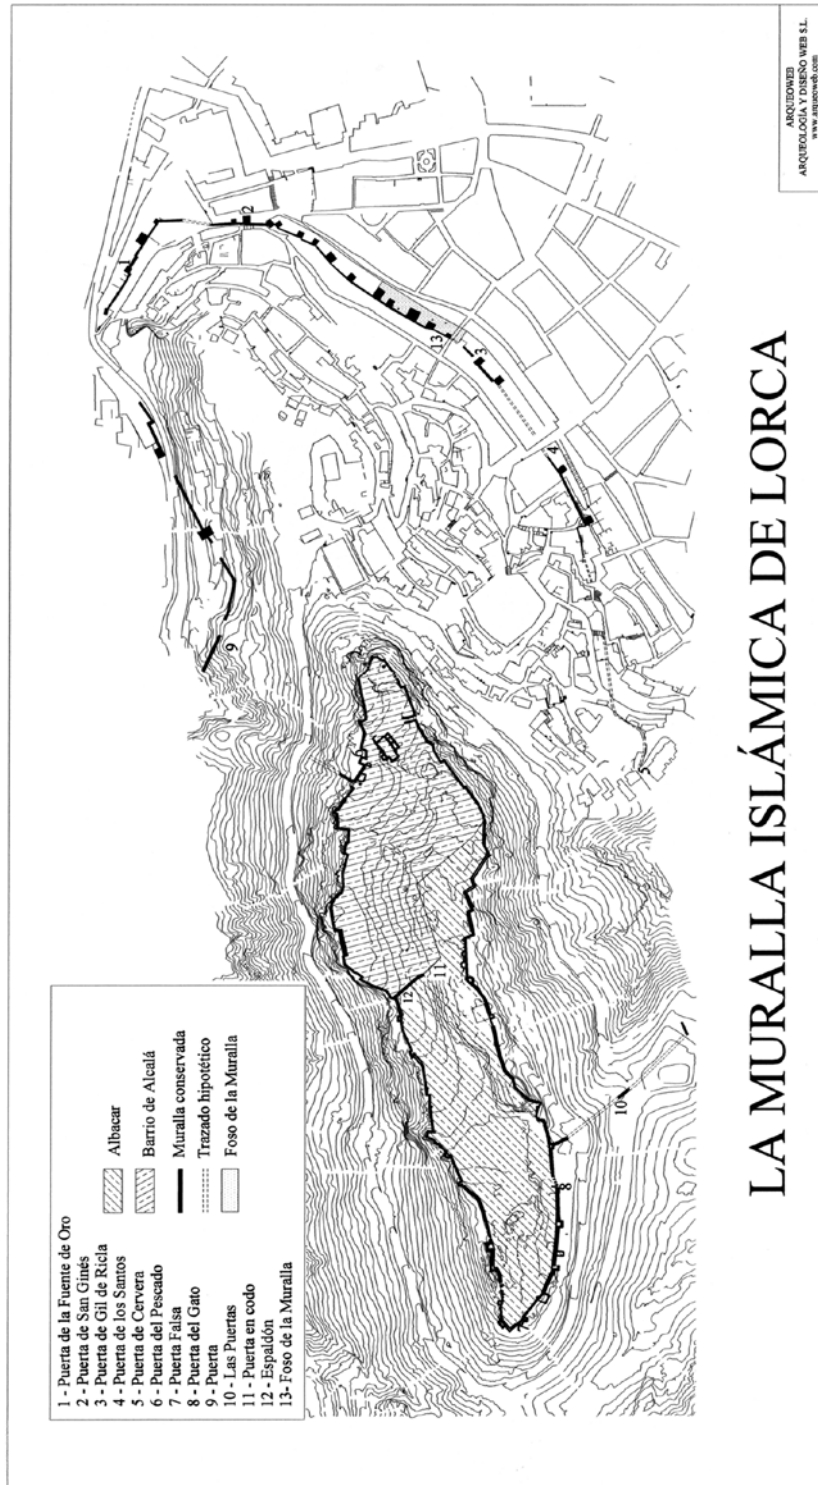 LA MURALLA ISLÁMICA DE LORCA
1 - Puerta de la Fuente de Oro
2 - Puerta de San Ginés
3 - Puerta de Gil de Ricla
4 - Puerta de los Santos
5 - Puerta de Cervera
6 - Puerta del Pescado
7 - Puerta Falsa
8 - Puerta del Gato
9 - Puerta
10 - Las Puertas
11 - Puerta en codo
12 - Espaldón
13- Foso de la Muralla
Albacar
Barrio de Alcalá
Muralla conservada
Trazado hipotético
Foso de la Muralla
1
2
13
3
4
9
5
12
11
10
8
ARQUEOWEB
ARQUEOLOGÍA Y DISEÑO WEB S.L.
www.arqueoweb.com